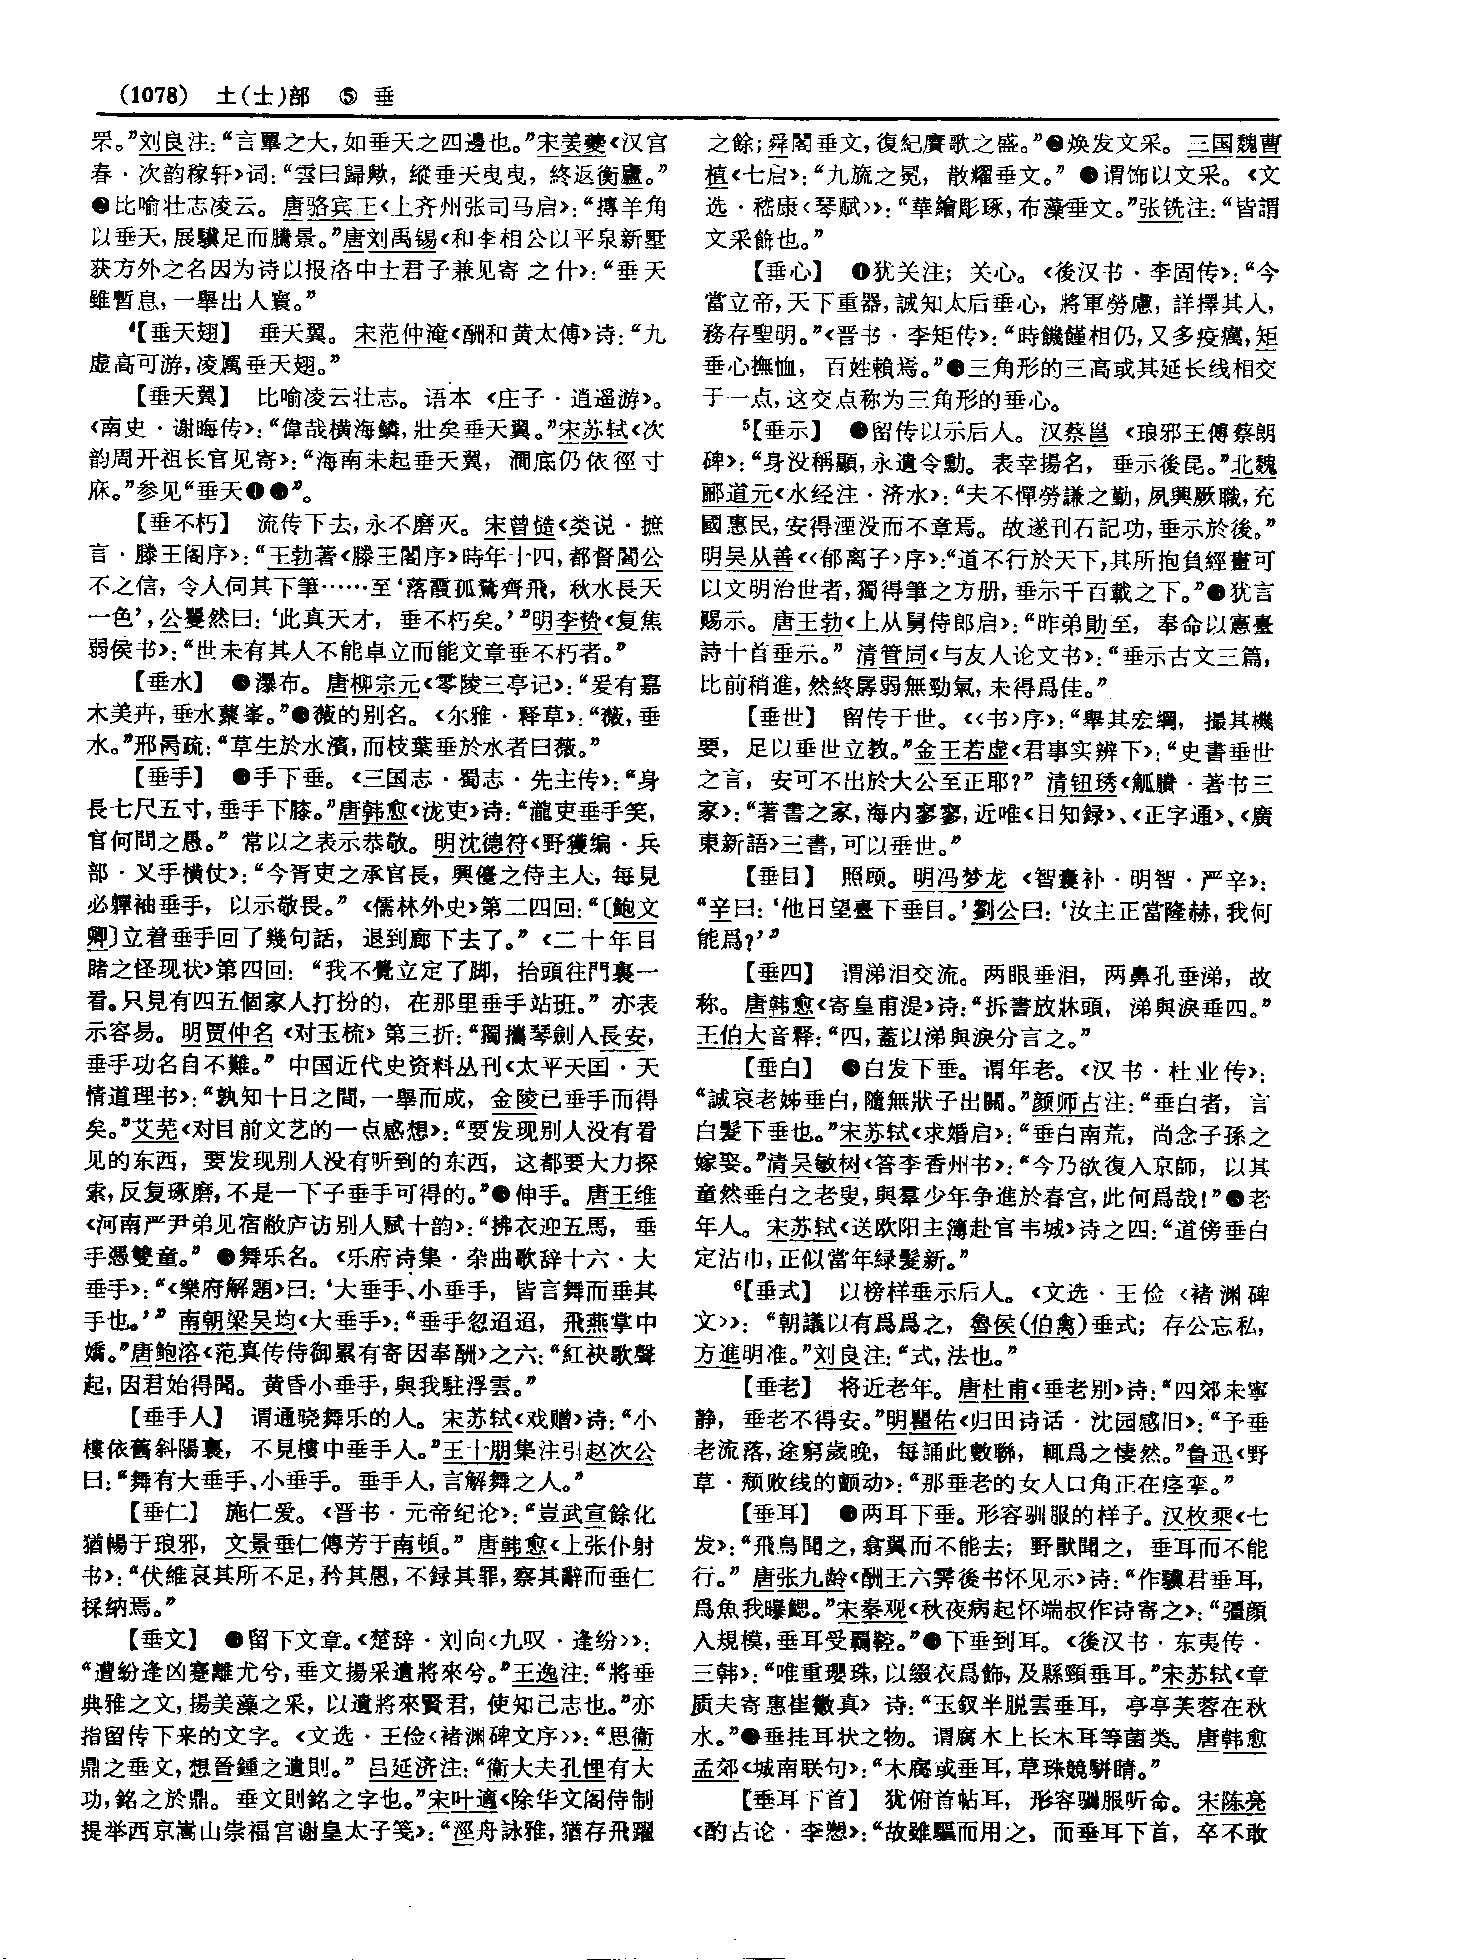 (1078) 土(士)部 ⑤ 垂
罘。”刘良注：“言罩之大，如垂天之四邊也。”宋姜夔《汉宫
春·次韵稼轩》词：“雲曰歸歟，縱垂天曳曳，終返衡廬。”
❷比喻壮志凌云。唐骆宾王《上齐州张司马启》：“摶羊角
以垂天，展驥足而騰景。”唐刘禹锡《和李相公以平泉新墅
获方外之名因为诗以报洛中士君子兼见寄之什》：“垂天
雖暫息，一舉出人寰。”
⁴【垂天翅】 垂天翼。宋范仲淹《酬和黄太傅》诗：“九
虚高可游，凌厲垂天翅。”
【垂天翼】 比喻凌云壮志。语本《庄子·逍遥游》。
《南史·谢晦传》：“偉哉横海鳞，壯矣垂天翼。”宋苏轼《次
韵周开祖长官见寄》：“海南未起垂天翼，澗底仍依徑寸
庥。”参见“垂天❶❷”。
【垂不朽】 流传下去，永不磨灭。宋曾慥《类说·摭
言·滕王阁序》：“王勃著《滕王閣序》時年十四，都督閻公
不之信，令人伺其下筆……至‘落霞孤鶩齊飛，秋水長天
一色’，公矍然曰：‘此真天才，垂不朽矣。’”明李贽《复焦
弱侯书》：“世未有其人不能卓立而能文章垂不朽者。”
【垂水】 ❶瀑布。唐柳宗元《零陵三亭记》：“爰有嘉
木美卉，垂水藂峯。”❷薇的别名。《尔雅·释草》：“薇，垂
水。”邢昺疏：“草生於水濱，而枝葉垂於水者曰薇。”
【垂手】 ❶手下垂。《三国志·蜀志·先主传》：“身
長七尺五寸，垂手下膝。”唐韩愈《泷吏》诗：“瀧吏垂手笑，
官何問之愚。”常以之表示恭敬。明沈德符《野獲编·兵
部·叉手横仗》：“今胥吏之承官長，興儓之侍主人，每見
必軃袖垂手，以示敬畏。”《儒林外史》第二四回：“〔鮑文
卿〕立着垂手回了幾句話，退到廊下去了。”《二十年目
睹之怪现状》第四回：“我不覺立定了脚，抬頭往門裏一
看。只見有四五個家人打扮的，在那里垂手站班。”亦表
示容易。明贾仲名《对玉梳》第三折：“獨攜琴劍入長安，
垂手功名自不難。”中国近代史资料丛刊《太平天囯·天
情道理书》：“孰知十日之間，一舉而成，金陵已垂手而得
矣。”艾芜《对目前文艺的一点感想》：“要发现别人没有看
见的东西，要发现别人没有听到的东西，这都要大力探
索，反复琢磨，不是一下子垂手可得的。”❷伸手。唐王维
《河南严尹弟见宿敝庐访别人赋十韵》：“拂衣迎五馬，垂
手憑雙童。”❸舞乐名。《乐府诗集·杂曲歌辞十六·大
垂手》：“《樂府解題》曰：‘大垂手、小垂手，皆言舞而垂其
手也。’”南朝梁吴均《大垂手》：“垂手忽迢迢，飛燕掌中
嬌。”唐鲍溶《范真传侍御累有寄因奉酬》之六：“紅袂歌聲
起，因君始得聞。黄昏小垂手，與我駐浮雲。”
【垂手人】 谓通晓舞乐的人。宋苏轼《戏赠》诗：“小
樓依舊斜陽裏，不見樓中垂手人。”王十朋集注引赵次公
曰：“舞有大垂手、小垂手。垂手人，言解舞之人。”
【垂仁】 施仁爱。《晋书·元帝纪论》：“豈武宣餘化
猶暢于琅邪，文景垂仁傳芳于南頓。”唐韩愈《上张仆射
书》：“伏維哀其所不足，矜其愚，不録其罪，察其辭而垂仁
採納焉。”
【垂文】 ❶留下文章。《楚辞·刘向〈九叹·逢纷〉》：
“遭紛逢凶蹇離尤兮，垂文揚采遺將來兮。”王逸注：“將垂
典雅之文，揚美藻之采，以遺將來賢君，使知己志也。”亦
指留传下来的文字。《文选·王俭〈褚渊碑文序〉》：“思衛
鼎之垂文，想晉鍾之遺則。”吕延济注：“衛大夫孔悝有大
功，銘之於鼎。垂文則銘之字也。”宋叶適《除华文阁侍制
提举西京嵩山崇福宫谢皇太子笺》：“涇舟詠雅，猶存飛躍
之餘；舜閣垂文，復紀賡歌之盛。”❷焕发文采。三国魏曹
植《七启》：“九旒之冕，散耀垂文。”❸谓饰以文采。《文
选·嵇康〈琴赋〉》：“華繪彫琢，布藻垂文。”张铣注：“皆謂
文采飾也。”
【垂心】 ❶犹关注；关心。《後汉书·李固传》：“今
當立帝，天下重器，誠知太后垂心，將軍勞慮，詳擇其人，
務存聖明。”《晋书·李矩传》：“時饑饉相仍，又多疫癘，矩
垂心撫恤，百姓賴焉。”❷三角形的三高或其延长线相交
于一点，这交点称为三角形的垂心。
⁵【垂示】 ❶留传以示后人。汉蔡邕《琅邪王傅蔡朗
碑》：“身没稱顯，永遺令勳。表幸揚名，垂示後昆。”北魏
郦道元《水经注·济水》：“夫不憚勞謙之勤，夙興厥職，充
國惠民，安得湮没而不章焉。故遂刊石記功，垂示於後。”
明吴从善《〈郁离子〉序》：“道不行於天下，其所抱負經畫可
以文明治世者，獨得筆之方册，垂示千百載之下。”❷犹言
赐示。唐王勃《上从舅侍郎启》：“昨弟勛至，奉命以憲臺
詩十首垂示。”清管同《与友人论文书》：“垂示古文三篇，
比前稍進，然終孱弱無勁氣，未得爲佳。”
【垂世】 留传于世。《〈书〉序》：“舉其宏綱，撮其機
要，足以垂世立教。”金王若虚《君事实辨下》：“史書垂世
之言，安可不出於大公至正耶？”清钮琇《觚賸·著书三
家》：“著書之家，海内寥寥，近唯《日知録》、《正字通》、《廣
東新語》三書，可以垂世。”
【垂目】 照顾。明冯梦龙《智囊补·明智·严辛》：
“辛曰：‘他日望臺下垂目。’劉公曰：‘汝主正當隆赫，我何
能爲？’”
【垂四】 谓涕泪交流。两眼垂泪，两鼻孔垂涕，故
称。唐韩愈《寄皇甫湜》诗：“拆書放牀頭，涕與淚垂四。”
王伯大音释：“四，蓋以涕與淚分言之。”
【垂白】 ❶白发下垂。谓年老。《汉书·杜业传》：
“誠哀老姊垂白，隨無狀子出關。”颜师古注：“垂白者，言
白髮下垂也。”宋苏轼《求婚启》：“垂白南荒，尚念子孫之
嫁娶。”清吴敏树《答李香州书》：“今乃欲復入京師，以其
童然垂白之老叟，與羣少年争進於春宫，此何爲哉！”❷老
年人。宋苏轼《送欧阳主簿赴官韦城》诗之四：“道傍垂白
定沾巾，正似當年緑髮新。”
⁶【垂式】 以榜样垂示后人。《文选·王俭〈褚渊碑
文〉》：“朝議以有爲爲之，魯侯(伯禽)垂式；存公忘私，
方進明准。”刘良注：“式，法也。”
【垂老】 将近老年。唐杜甫《垂老别》诗：“四郊未寧
静，垂老不得安。”明瞿佑《归田诗话·沈园感旧》：“予垂
老流落，途窮歲晚，每誦此數聯，輒爲之悽然。”鲁迅《野
草·颓败线的颤动》：“那垂老的女人口角正在痉挛。”
【垂耳】 ❶两耳下垂。形容驯服的样子。汉枚乘《七
发》：“飛鳥聞之，翕翼而不能去；野獸聞之，垂耳而不能
行。”唐张九龄《酬王六霁後书怀见示》诗：“作驥君垂耳，
爲魚我曝鰓。”宋秦观《秋夜病起怀端叔作诗寄之》：“彊顔
入規模，垂耳受羈鞚。”❷下垂到耳。《後汉书·东夷传·
三韩》：“唯重瓔珠，以綴衣爲飾，及縣頸垂耳。”宋苏轼《章
质夫寄惠崔徽真》诗：“玉釵半脱雲垂耳，亭亭芙蓉在秋
水。”❸垂挂耳状之物。谓腐木上长木耳等菌类。唐韩愈
孟郊《城南联句》：“木腐或垂耳，草珠競駢睛。”
【垂耳下首】 犹俯首帖耳，形容驯服听命。宋陈亮
《酌古论·李愬》：“故雖驅而用之，而垂耳下首，卒不敢